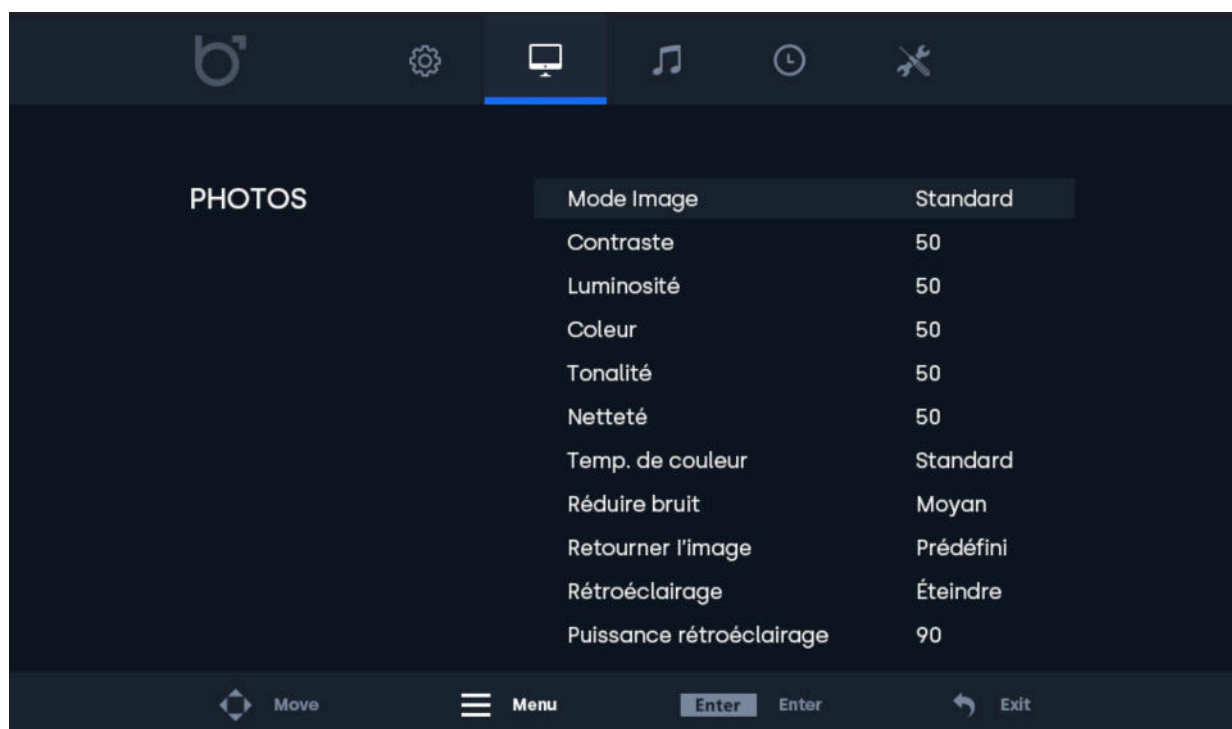 PHOTOS
Mode Image Standard
Contraste 50
Luminosité 50
Coleur 50
Tonalité 50
Netteté 50
Temp. de couleur Standard
Réduire bruit Moyan
Retourner l'image Prédéfini
Rétroéclairage Éteindre
Puissance rétroéclairage 90
Move Menu Enter Enter Exit